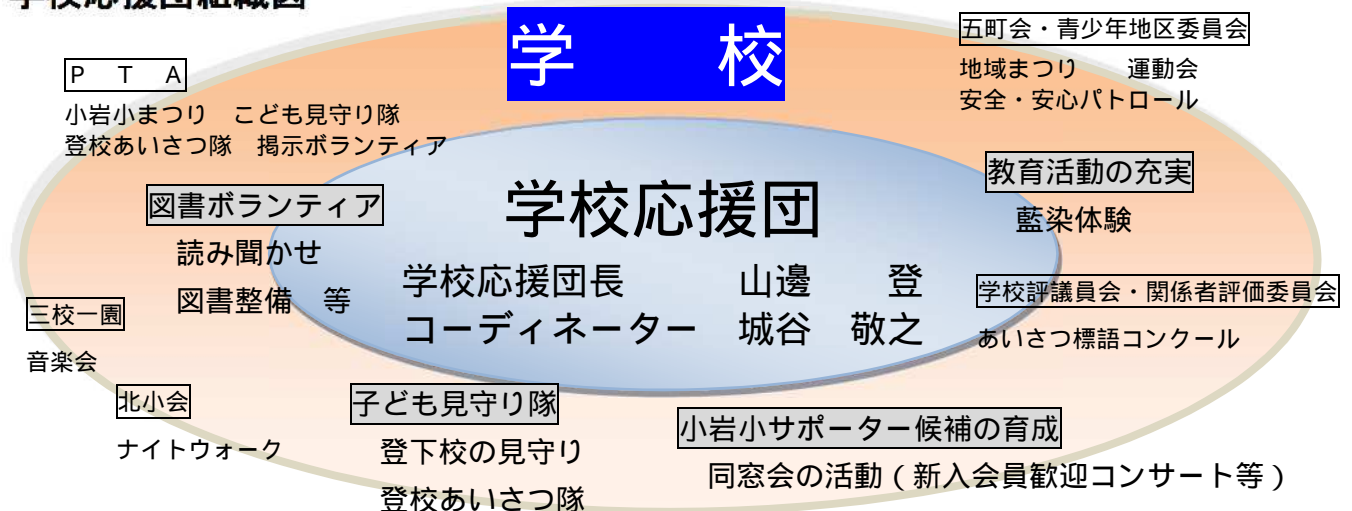 学校応援団組織図
学　校
五町会・青少年地区委員会
地域まつり　運動会
安全・安心パトロール
P T A
小岩小まつり　こども見守り隊
登校あいさつ隊　掲示ボランティア
図書ボランティア
読み聞かせ
図書整備　等
学校応援団
学校応援団長　山邊　登
コーディネーター　城谷　敬之
教育活動の充実
藍染体験
学校評議員会・関係者評価委員会
あいさつ標語コンクール
三校一園
音楽会
北小会
ナイトウォーク
子ども見守り隊
登下校の見守り
登校あいさつ隊
小岩小サポーター候補の育成
同窓会の活動（新入会員歓迎コンサート等）